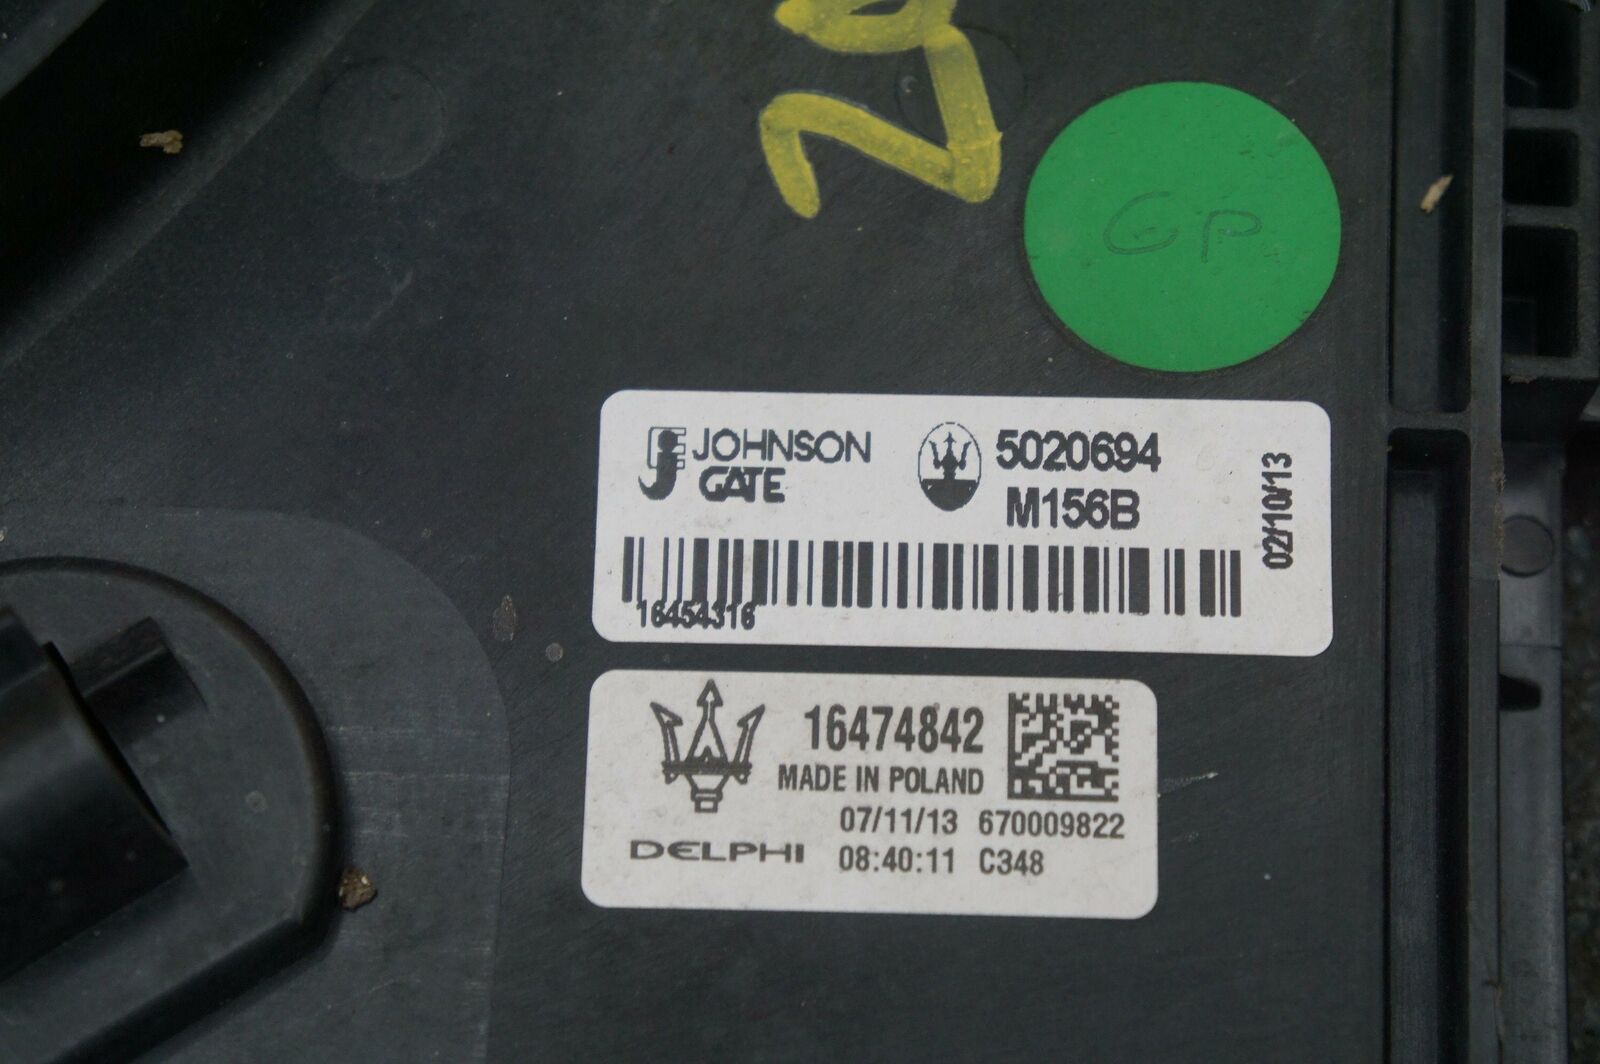 GP
JOHNSON
GATE
5020694
M156B
02/10/13
16454316
16474842
MADE IN POLAND
07/11/13 670009822
DELPHI 08:40:11 C348